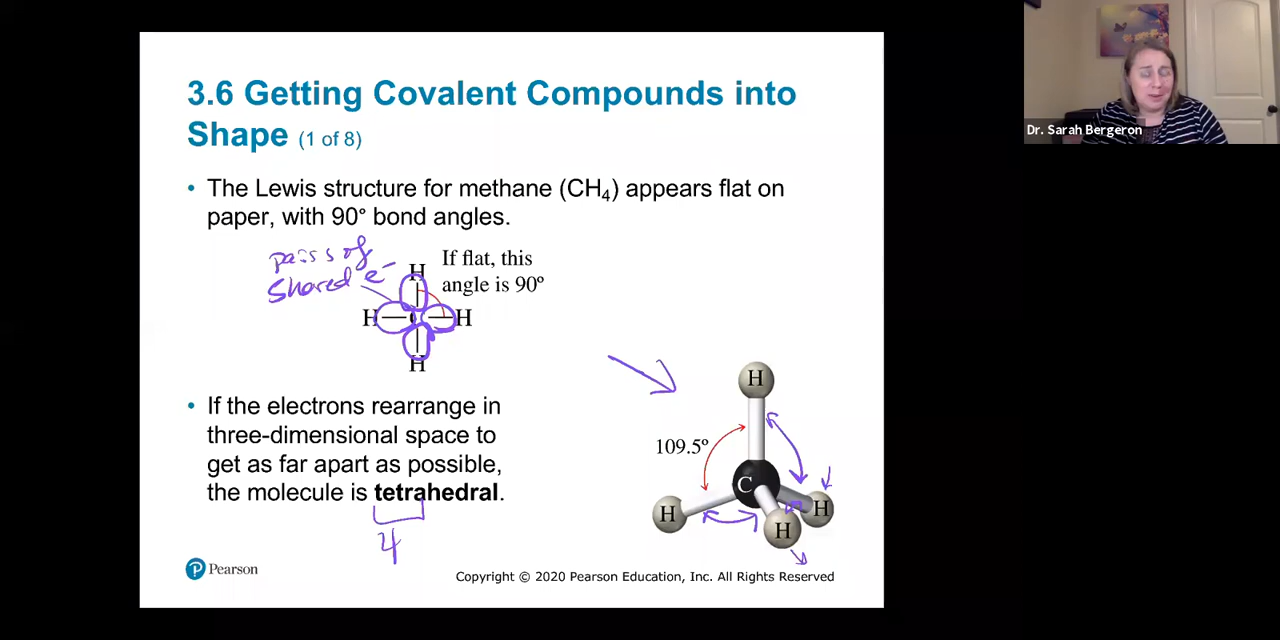 3.6 Getting Covalent Compounds into
Shape (1 of 8)
• The Lewis structure for methane (CH₄) appears flat on
paper, with 90° bond angles.
pairs of
shared e⁻
H
If flat, this
angle is 90º
H C H
H
• If the electrons rearrange in
three-dimensional space to
get as far apart as possible,
the molecule is tetrahedral.
4
H
109.5º
C
H
H
H
Pearson
Copyright © 2020 Pearson Education, Inc. All Rights Reserved
Dr. Sarah Bergeron